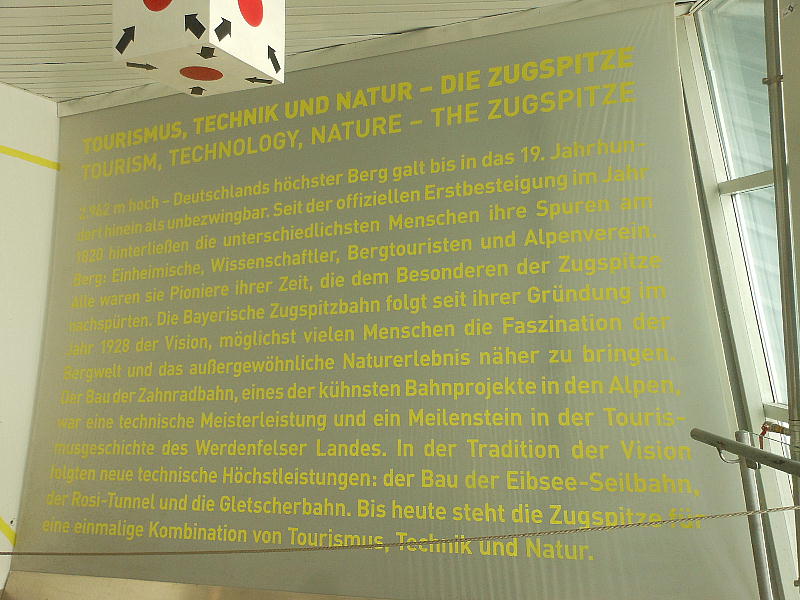 TOURISMUS, TECHNIK UND NATUR – DIE ZUGSPITZE
TOURISM, TECHNOLOGY, NATURE – THE ZUGSPITZE
2.962 m hoch – Deutschlands höchster Berg galt bis in das 19. Jahrhun-
dert hinein als unbezwingbar. Seit der offiziellen Erstbesteigung im Jahr
1820 hinterließen die unterschiedlichsten Menschen ihre Spuren am
Berg: Einheimische, Wissenschaftler, Bergtouristen und Alpenverein.
Alle waren sie Pioniere ihrer Zeit, die dem Besonderen der Zugspitze
nachspürten. Die Bayerische Zugspitzbahn folgt seit ihrer Gründung im
Jahr 1928 der Vision, möglichst vielen Menschen die Faszination der
Bergwelt und das außergewöhnliche Naturerlebnis näher zu bringen.
Der Bau der Zahnradbahn, eines der kühnsten Bahnprojekte in den Alpen,
war eine technische Meisterleistung und ein Meilenstein in der Touris-
musgeschichte des Werdenfelser Landes. In der Tradition der Vision
folgten neue technische Höchstleistungen: der Bau der Eibsee-Seilbahn,
der Rosi-Tunnel und die Gletscherbahn. Bis heute steht die Zugspitze für
eine einmalige Kombination von Tourismus, Technik und Natur.